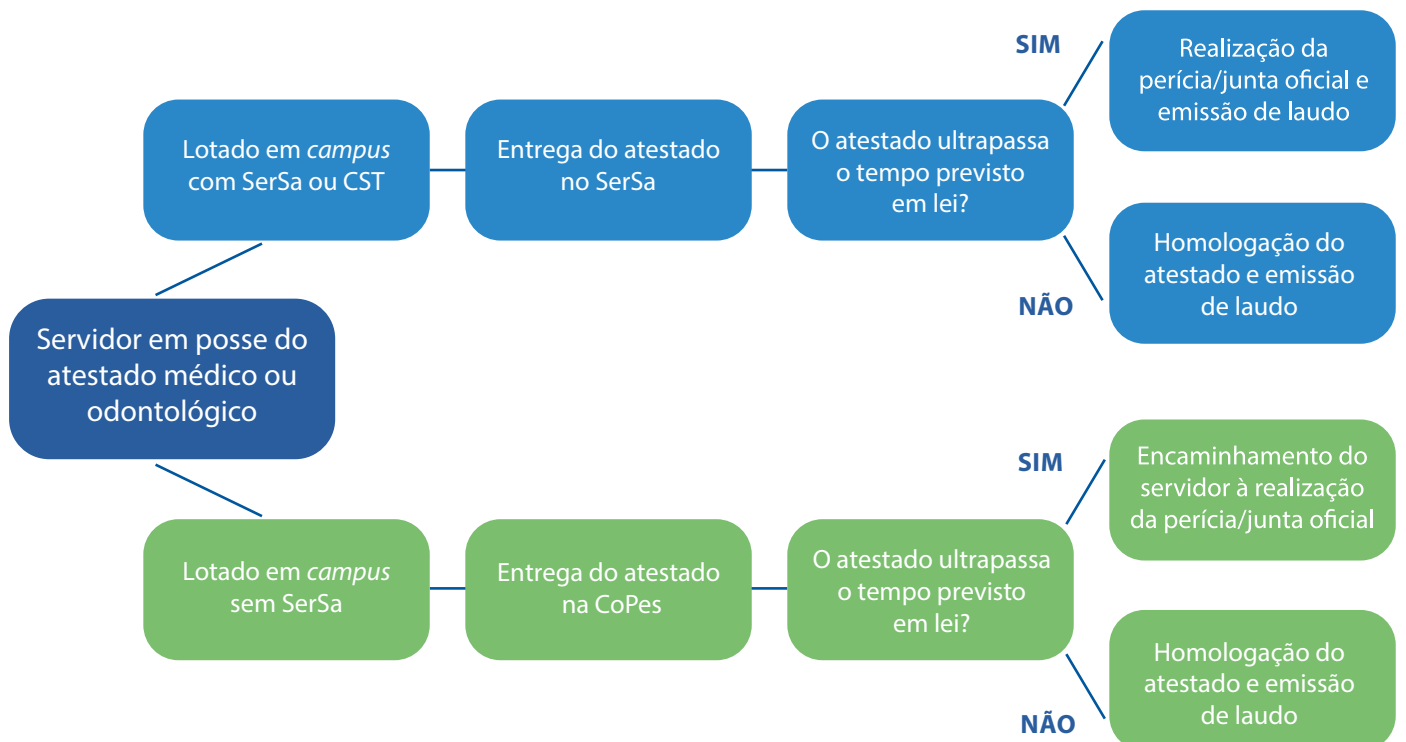 Servidor em posse do
atestado médico ou
odontológico
Lotado em campus
com SerSa ou CST
Entrega do atestado
no SerSa
O atestado ultrapassa
o tempo previsto
em lei?
SIM
Realização da
perícia/junta oficial e
emissão de laudo
NÃO
Homologação do
atestado e emissão
de laudo
Lotado em campus
sem SerSa
Entrega do atestado
na CoPes
O atestado ultrapassa
o tempo previsto
em lei?
SIM
Encaminhamento do
servidor à realização
da perícia/junta oficial
NÃO
Homologação do
atestado e emissão
de laudo